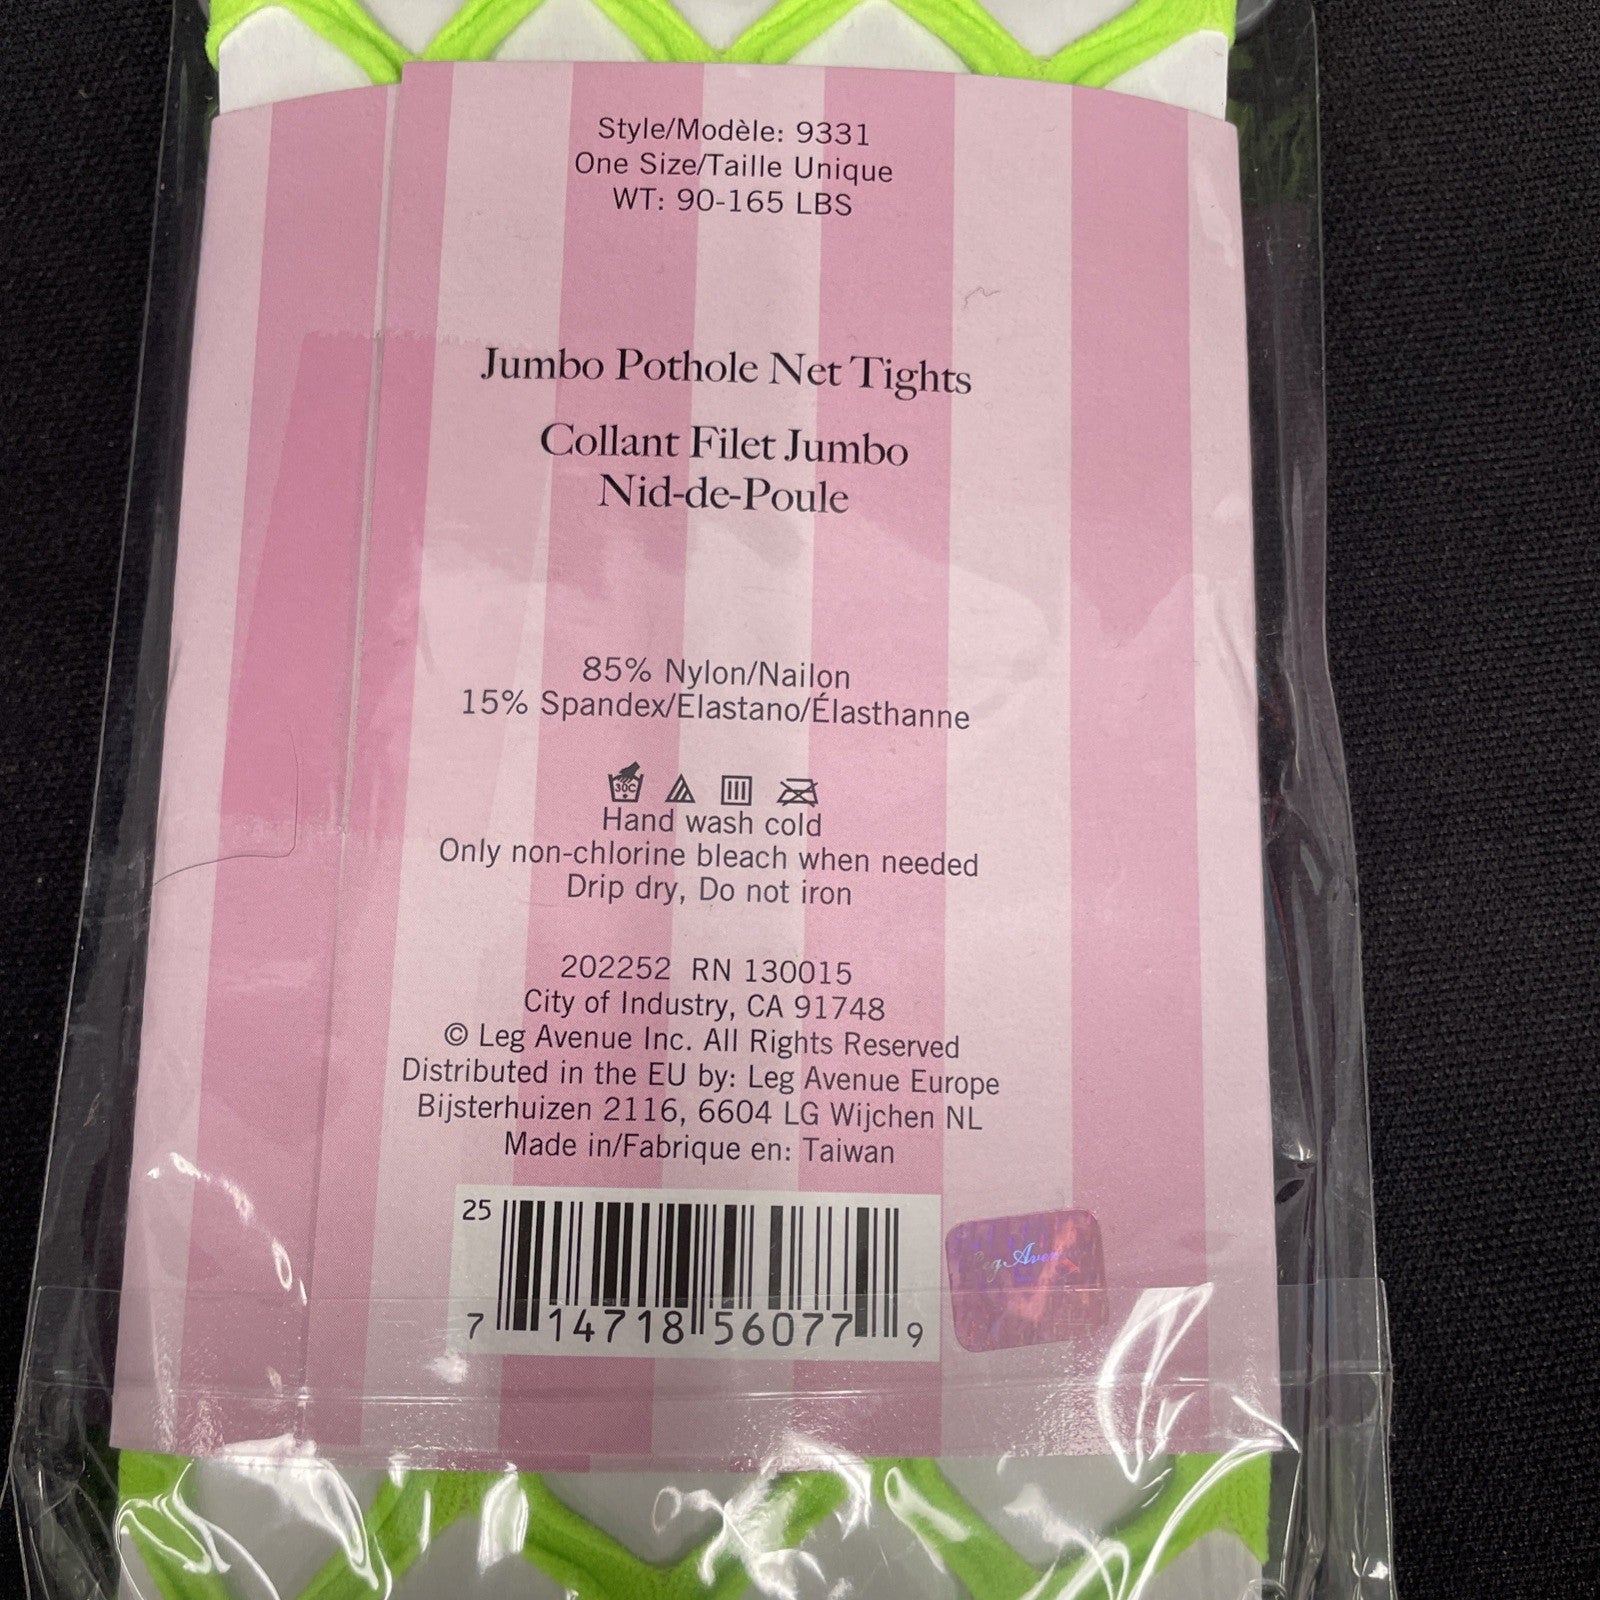 Style/Modèle: 9331
One Size/Taille Unique
WT: 90-165 LBS
Jumbo Pothole Net Tights
Collant Filet Jumbo
Nid-de-Poule
85% Nylon/Nailon
15% Spandex/Elastano/Élasthanne
30C
Hand wash cold
Only non-chlorine bleach when needed
Drip dry, Do not iron
202252 RN 130015
City of Industry, CA 91748
© Leg Avenue Inc. All Rights Reserved
Distributed in the EU by: Leg Avenue Europe
Bijsterhuizen 2116, 6604 LG Wijchen NL
Made in/Fabrique en: Taiwan
25
7 14718 56077 9
Leg